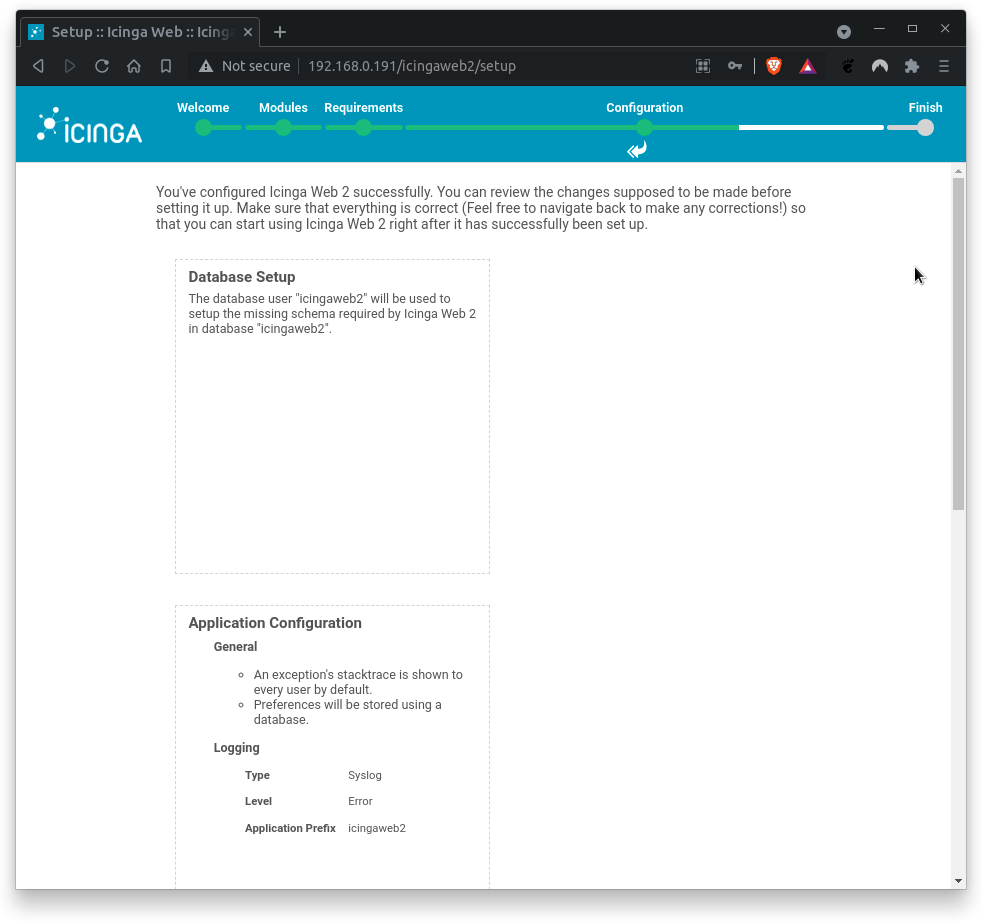 Setup :: Icinga Web :: Icing
Not secure
192.168.0.191/icingaweb2/setup
ICINGA
Welcome
Modules
Requirements
Configuration
Finish
You've configured Icinga Web 2 successfully. You can review the changes supposed to be made before
setting it up. Make sure that everything is correct (Feel free to navigate back to make any corrections!) so
that you can start using Icinga Web 2 right after it has successfully been set up.
Database Setup
The database user "icingaweb2" will be used to
setup the missing schema required by Icinga Web 2
in database "icingaweb2".
Application Configuration
General
An exception's stacktrace is shown to
every user by default.
Preferences will be stored using a
database.
Logging
Type Syslog
Level Error
Application Prefix icingaweb2